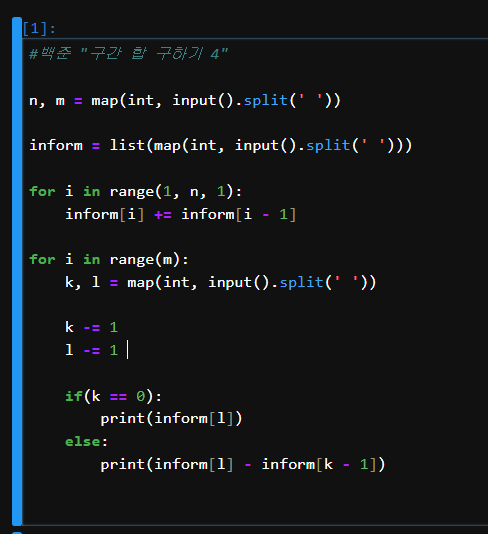 [1]:
#백준 "구간 합 구하기 4"
n, m = map(int, input().split(' '))
inform = list(map(int, input().split(' ')))
for i in range(1, n, 1):
    inform[i] += inform[i - 1]
for i in range(m):
    k, l = map(int, input().split(' '))
    k -= 1
    l -= 1
    if(k == 0):
        print(inform[l])
    else:
        print(inform[l] - inform[k - 1])